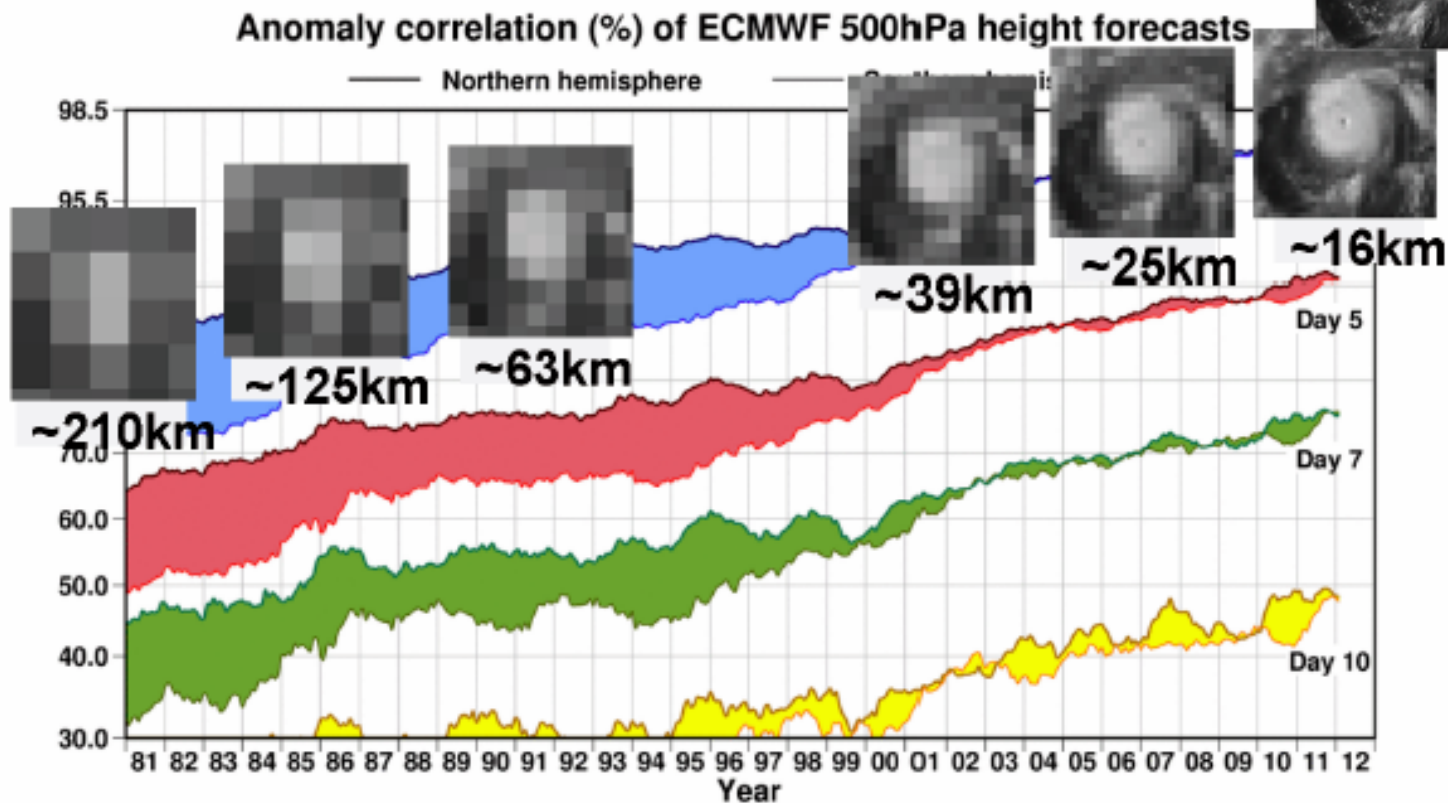 Anomaly correlation (%) of ECMWF 500hPa height forecasts
Northern hemisphere
98.5
95.5
~16km
~25km
~39km
~63km
~125km
~210km
Day 5
70.0
Day 7
60.0
50.0
40.0
Day 10
30.0
81 82 83 84 85 86 87 88 89 90 91 92 93 94 95 96 97 98 99 00 01 02 03 04 05 06 07 08 09 10 11 12
Year